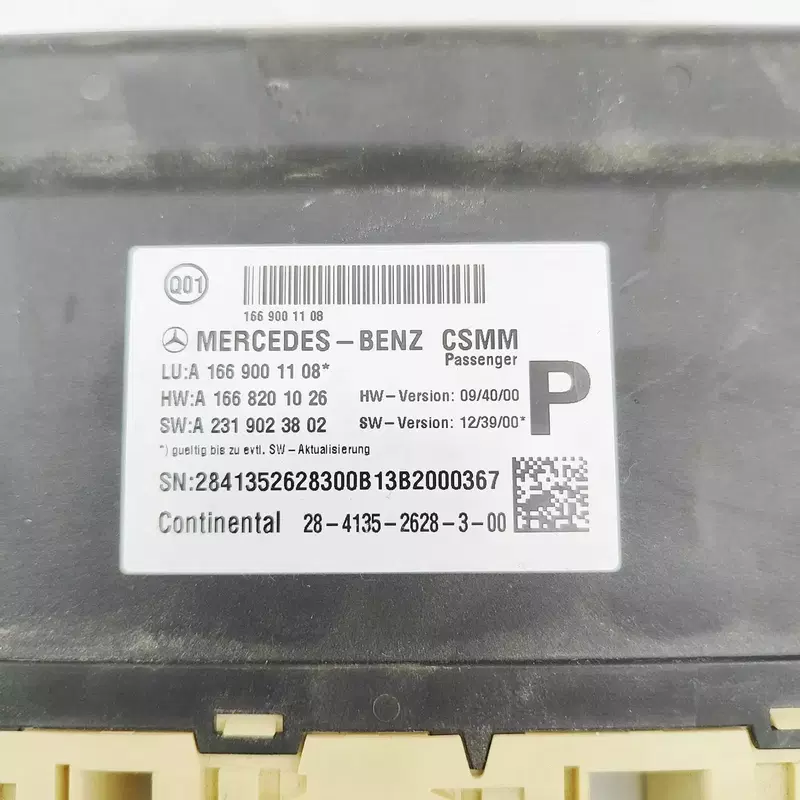 Q01
166 900 11 08
MERCEDES-BENZ CSMM
Passenger
P
LU:A 166 900 11 08*
HW:A 166 820 10 26 HW-Version: 09/40/00
SW:A 231 902 38 02 SW-Version: 12/39/00*
*) gueltig bis zu evtl. SW-Aktualisierung
SN:2841352628300B13B2000367
Continental 28-4135-2628-3-00